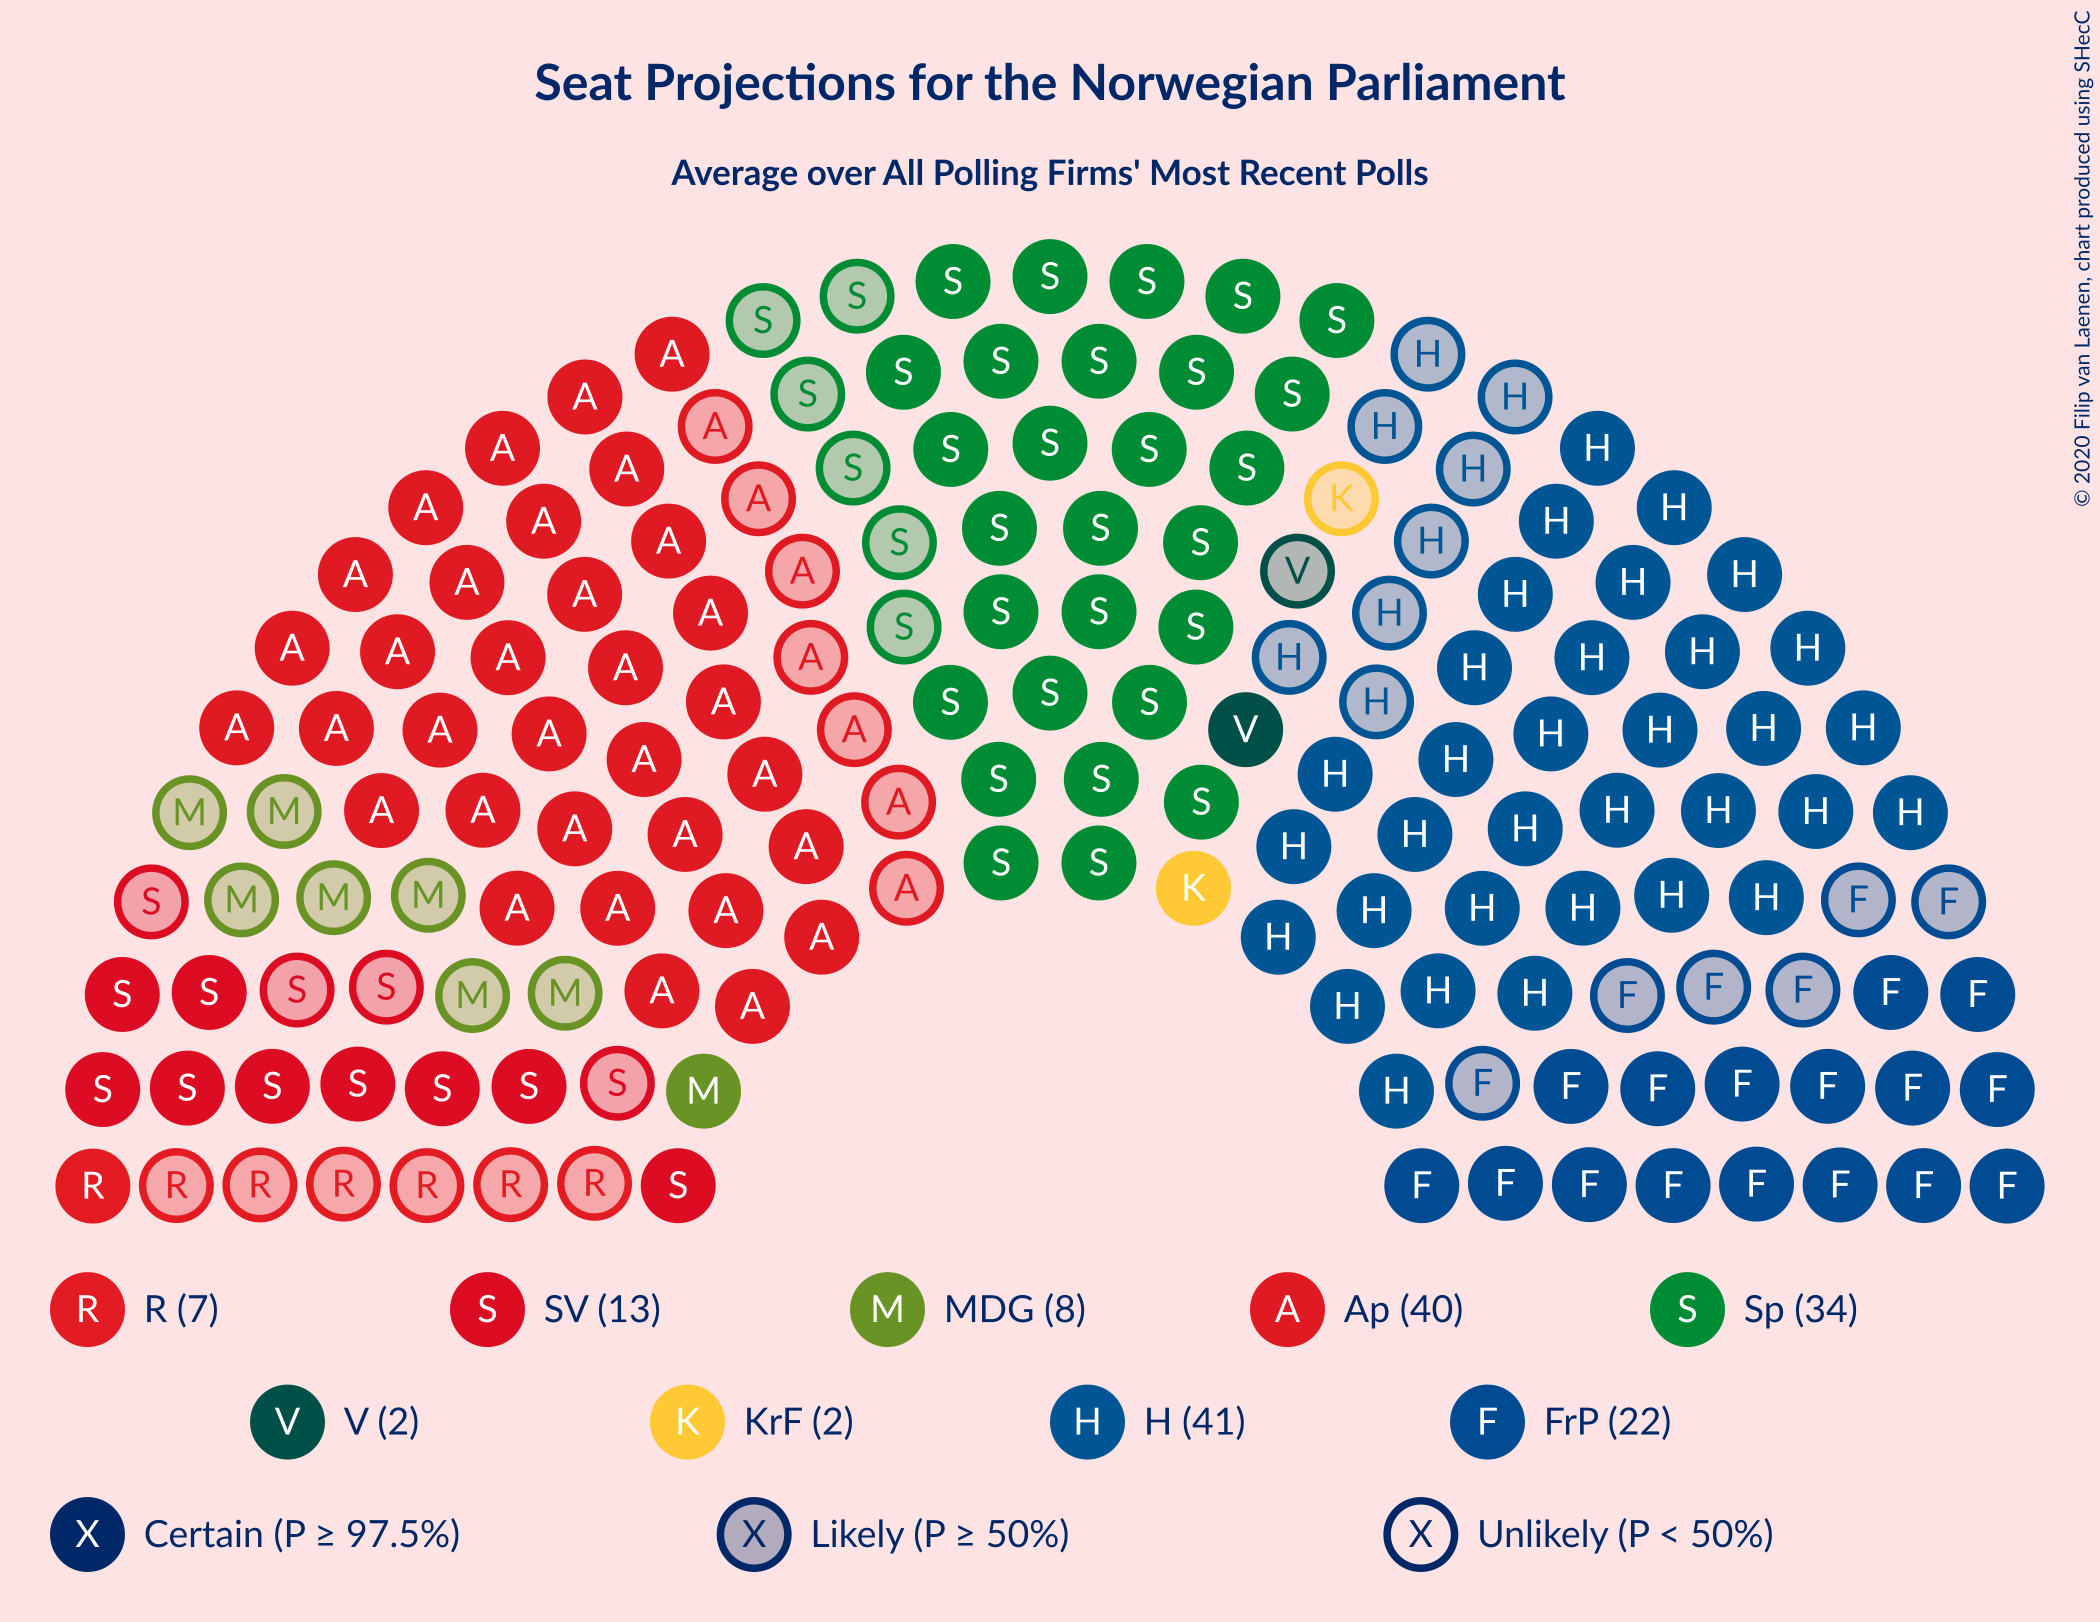 Seat Projections for the Norwegian Parliament
Average over All Polling Firms' Most Recent Polls
© 2020 Filip van Laenen, chart produced using SHecC
S S S S S S S
A S S S S S S H
A A S S S S S H H
A A A S S S S K H H
A A A A S S S S V H H H
A A A A A S S S S H H H H
A A A A A A S S S V H H H H H
A A A A A A A S S S H H H H H H
M M A A A A A A S S K H H H H H H H
S M M M A A A A H H H H H H F F
S S S S M M A A H H H F F F F F
S S S S S S S M H F F F F F F F
R R R R R R R S F F F F F F F F
R R (7) S SV (13) M MDG (8) A Ap (40) S Sp (34)
V V (2) K KrF (2) H H (41) F FrP (22)
X Certain (P ≥ 97.5%) X Likely (P ≥ 50%) X Unlikely (P < 50%)